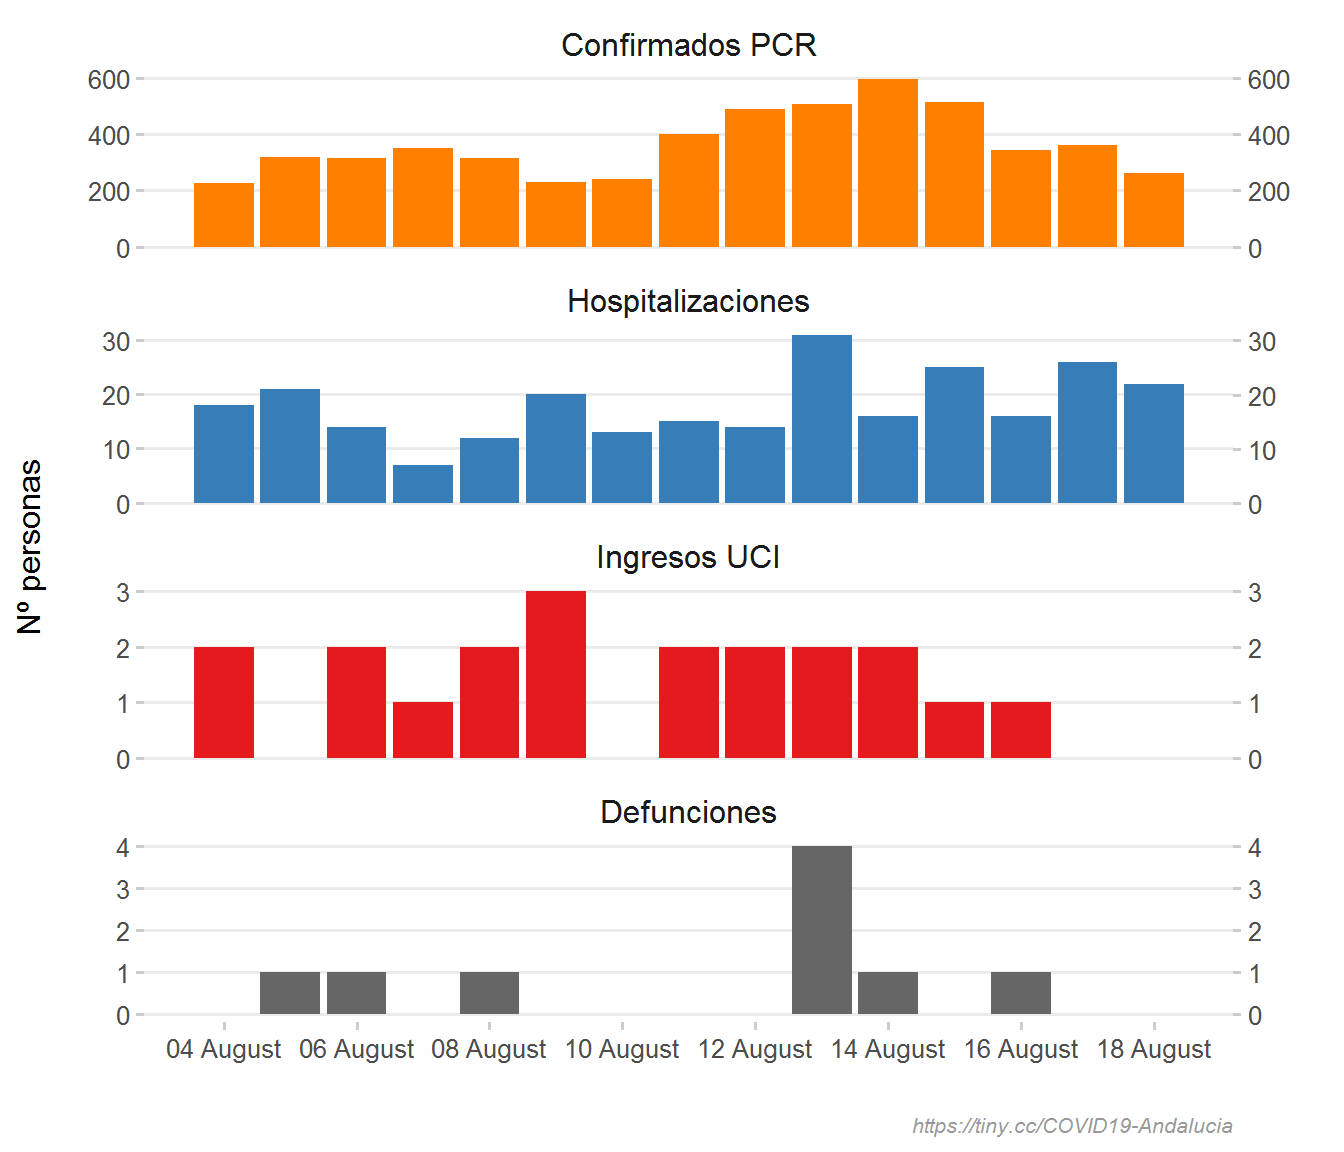 Confirmados PCR
600 600
400 400
200 200
0 0
Hospitalizaciones
30 30
20 20
10 10
0 0
Nº personas
Ingresos UCI
3 3
2 2
1 1
0 0
Defunciones
4 4
3 3
2 2
1 1
0 0
04 August 06 August 08 August 10 August 12 August 14 August 16 August 18 August
https://tiny.cc/COVID19-Andalucia